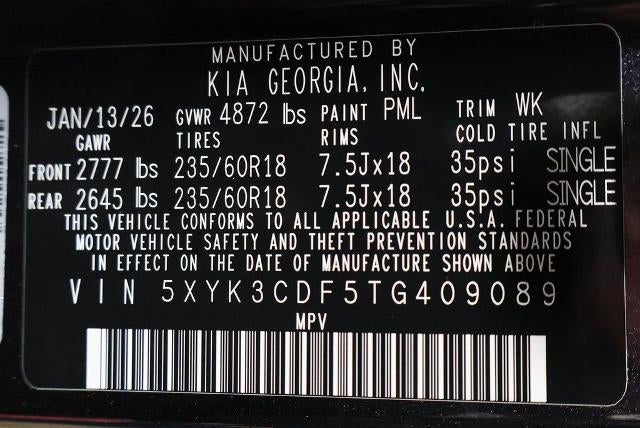 MANUFACTURED BY
KIA GEORGIA, INC.
JAN/13/26 GVWR 4872 lbs PAINT PML TRIM WK
GAWR TIRES RIMS COLD TIRE INFL
FRONT 2777 lbs 235/60R18 7.5Jx18 35psi SINGLE
REAR 2645 lbs 235/60R18 7.5Jx18 35psi SINGLE
THIS VEHICLE CONFORMS TO ALL APPLICABLE U.S.A. FEDERAL
MOTOR VEHICLE SAFETY AND THEFT PREVENTION STANDARDS
IN EFFECT ON THE DATE OF MANUFACTURE SHOWN ABOVE
VIN 5XYK3CDF5TG409089
MPV